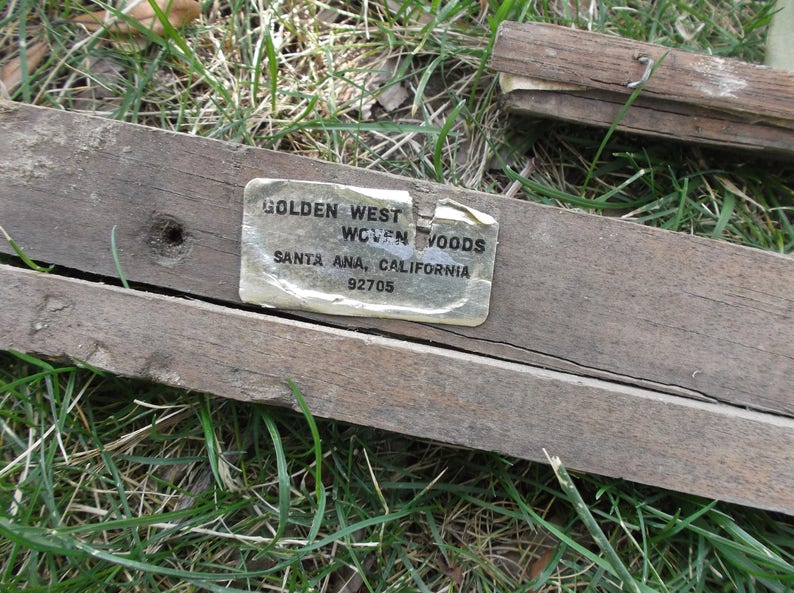 GOLDEN WEST
WOVEN WOODS
SANTA ANA, CALIFORNIA
92705